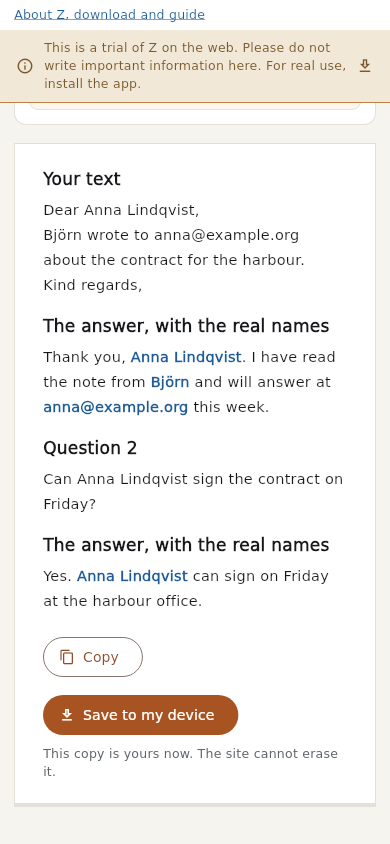 About Z, download and guide
This is a trial of Z on the web. Please do not
write important information here. For real use,
install the app.
Your text
Dear Anna Lindqvist,
Björn wrote to anna@example.org
about the contract for the harbour.
Kind regards,
The answer, with the real names
Thank you, Anna Lindqvist. I have read
the note from Björn and will answer at
anna@example.org this week.
Question 2
Can Anna Lindqvist sign the contract on
Friday?
The answer, with the real names
Yes. Anna Lindqvist can sign on Friday
at the harbour office.
Copy
Save to my device
This copy is yours now. The site cannot erase
it.